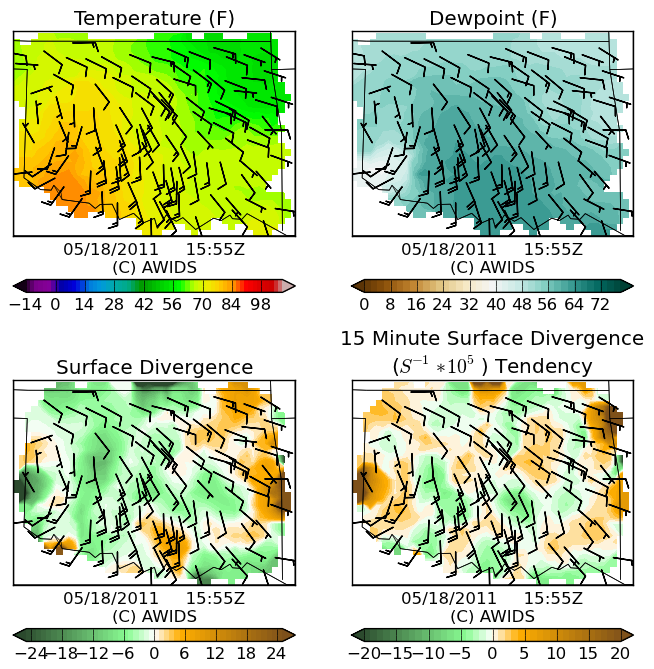 Temperature (F)
Dewpoint (F)
05/18/2011 15:55Z
(C) AWIDS
05/18/2011 15:55Z
(C) AWIDS
−14 0 14 28 42 56 70 84 98
0 8 16 24 32 40 48 56 64 72
Surface Divergence
15 Minute Surface Divergence
(S⁻¹ *10⁵ ) Tendency
05/18/2011 15:55Z
(C) AWIDS
05/18/2011 15:55Z
(C) AWIDS
−24 −18 −12 −6 0 6 12 18 24
−20 −15 −10 −5 0 5 10 15 20